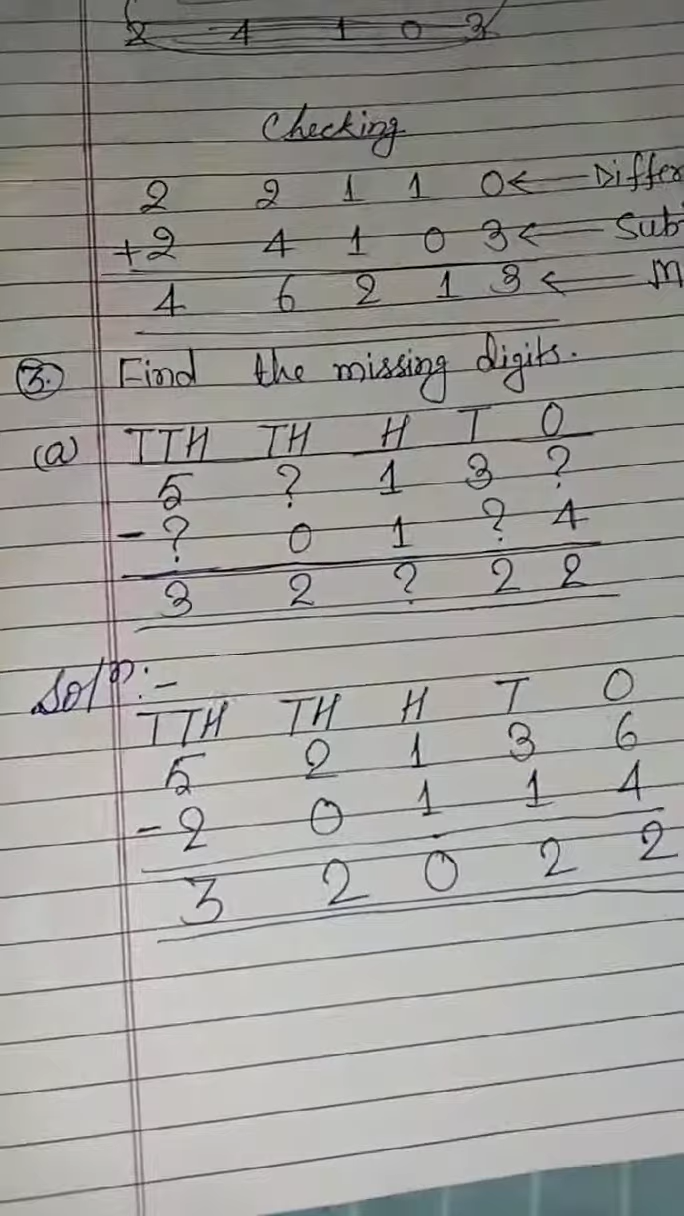 2 4 1 0 3
Checking
2 2 1 1 0 ← Differ
+2 4 1 0 3 ← Sub
4 6 2 1 3 ← M
3. Find the missing digits.
(a) TTH TH H T O
5 ? 1 3 ?
- ? 0 1 ? 4
3 2 ? 2 2
Solⁿ:-
TTH TH H T O
5 2 1 3 6
- 2 0 1 1 4
3 2 0 2 2